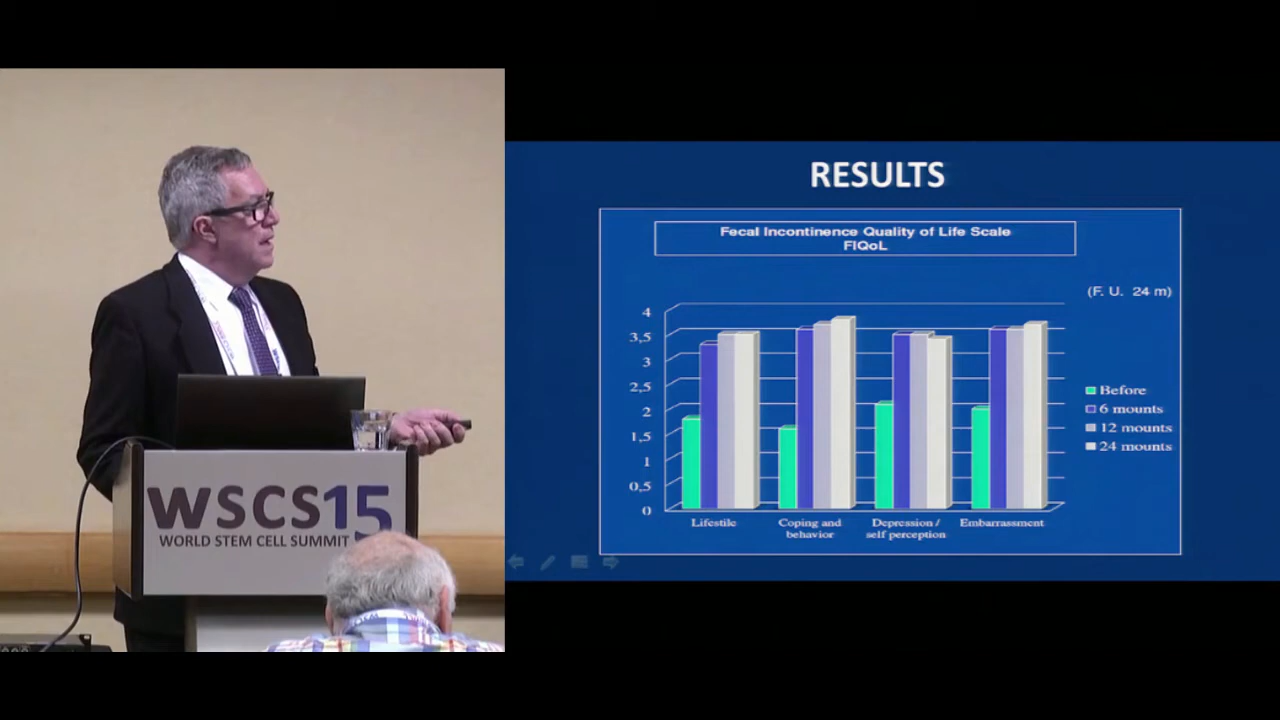 WSCS15
WORLD STEM CELL SUMMIT
RESULTS
Fecal Incontinence Quality of Life Scale
FIQoL
(F. U. 24 m)
4
3,5
3
2,5
2
1,5
1
0,5
0
Lifestile
Coping and
behavior
Depression /
self perception
Embarrassment
Before
6 mounts
12 mounts
24 mounts